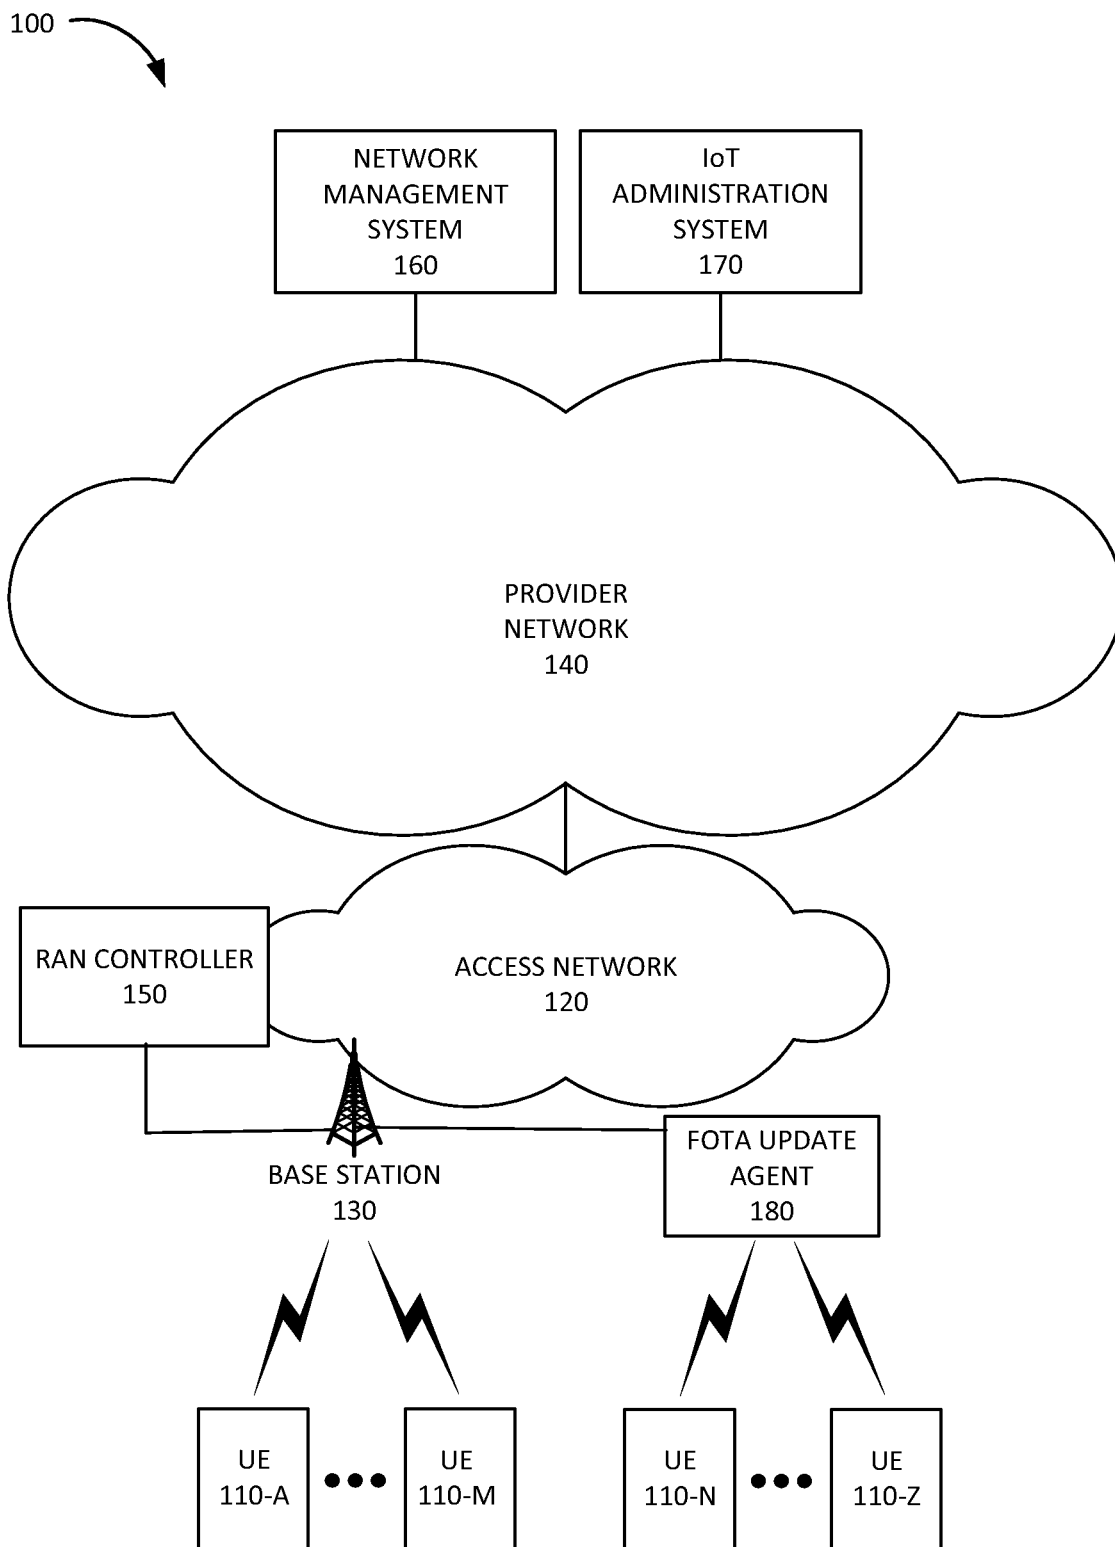 100
NETWORK
MANAGEMENT
SYSTEM
160
IoT
ADMINISTRATION
SYSTEM
170
PROVIDER
NETWORK
140
RAN CONTROLLER
150
ACCESS NETWORK
120
BASE STATION
130
FOTA UPDATE
AGENT
180
UE
110-A
UE
110-M
UE
110-N
UE
110-Z